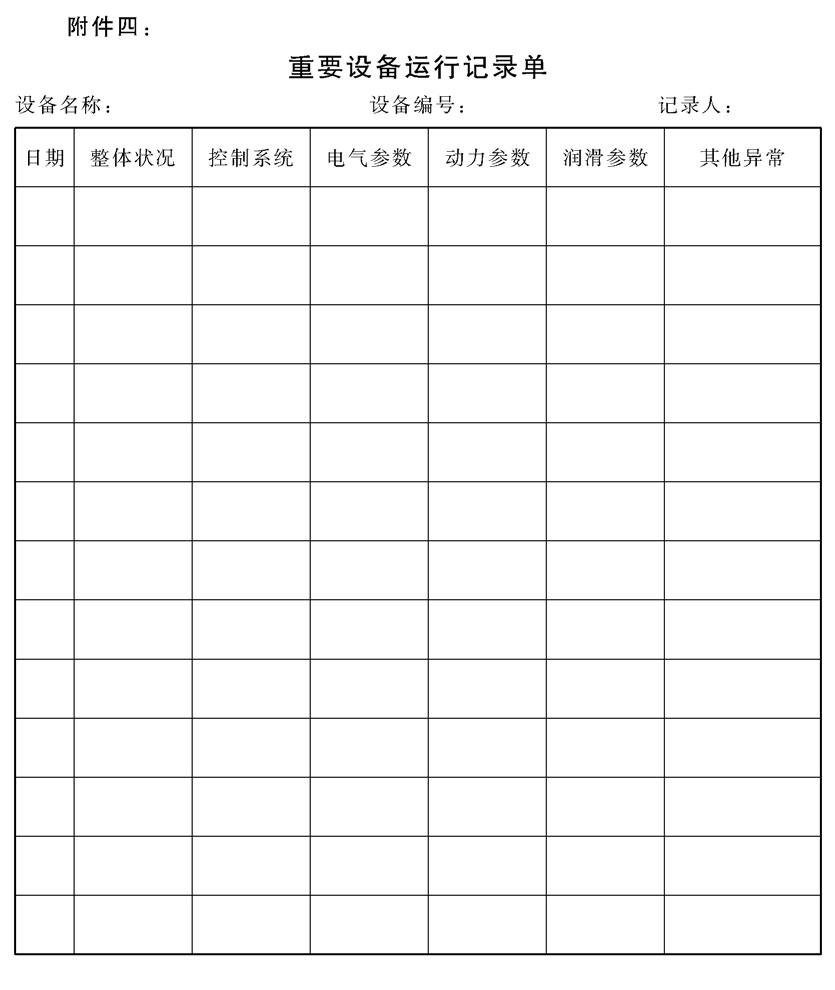 附件四：
重要设备运行记录单
设备名称： 设备编号： 记录人：
日期 整体状况 控制系统 电气参数 动力参数 润滑参数 其他异常